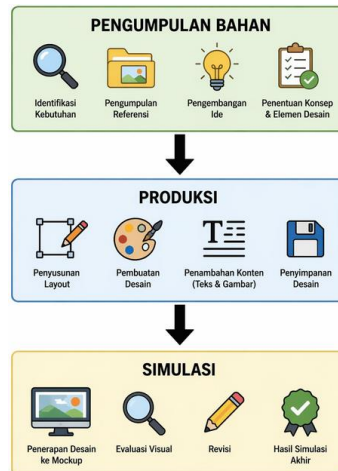 PENGUMPULAN BAHAN
Identifikasi
Kebutuhan
Pengumpulan
Referensi
Pengembangan
Ide
Penentuan Konsep
& Elemen Desain
PRODUKSI
Penyusunan
Layout
Pembuatan
Desain
Penambahan Konten
(Teks & Gambar)
Penyimpanan
Desain
SIMULASI
Penerapan Desain
ke Mockup
Evaluasi Visual
Revisi
Hasil Simulasi
Akhir